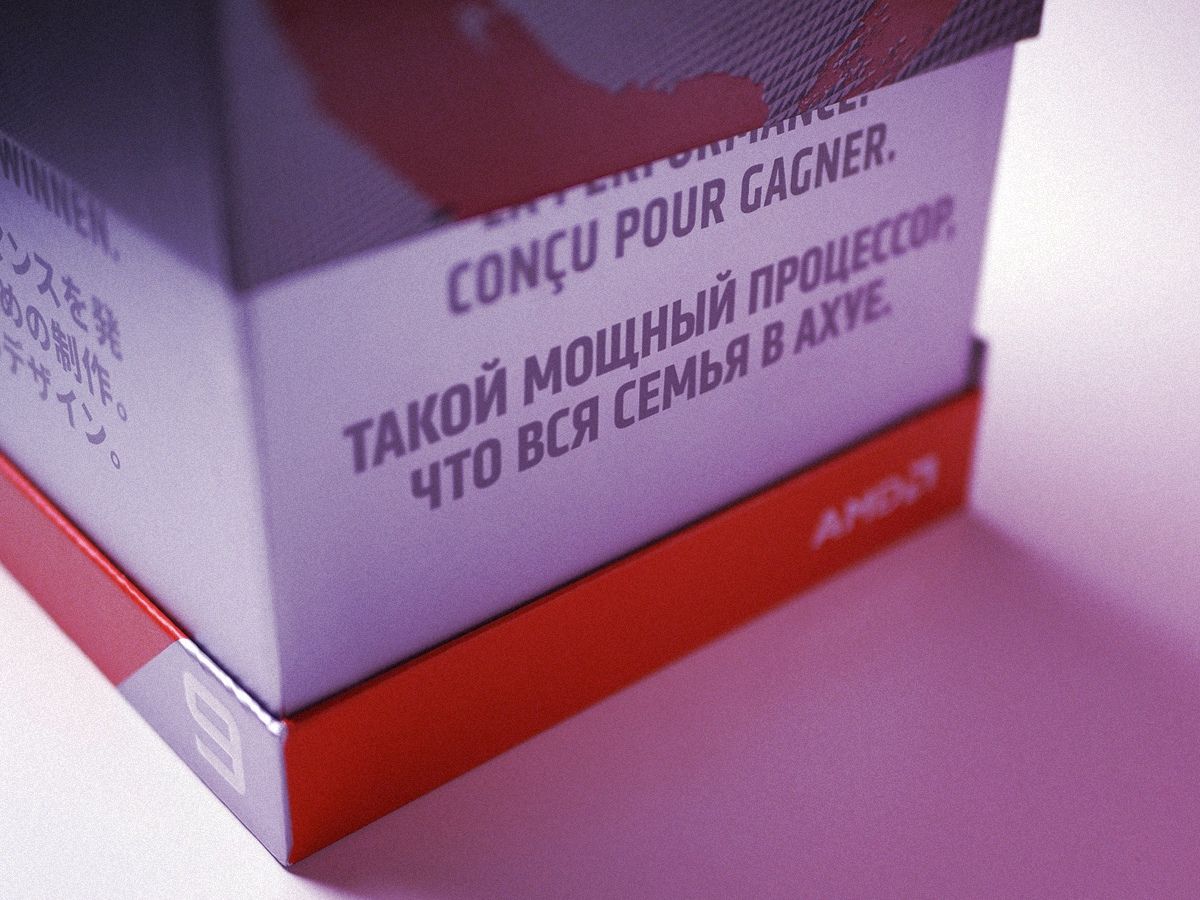 WINNEN.
ンスを発
めの制作。
デザイン。
PERFORMANCE.
CONÇU POUR GAGNER.
ТАКОЙ МОЩНЫЙ ПРОЦЕССОР,
ЧТО ВСЯ СЕМЬЯ В АХУЕ.
AMD
9